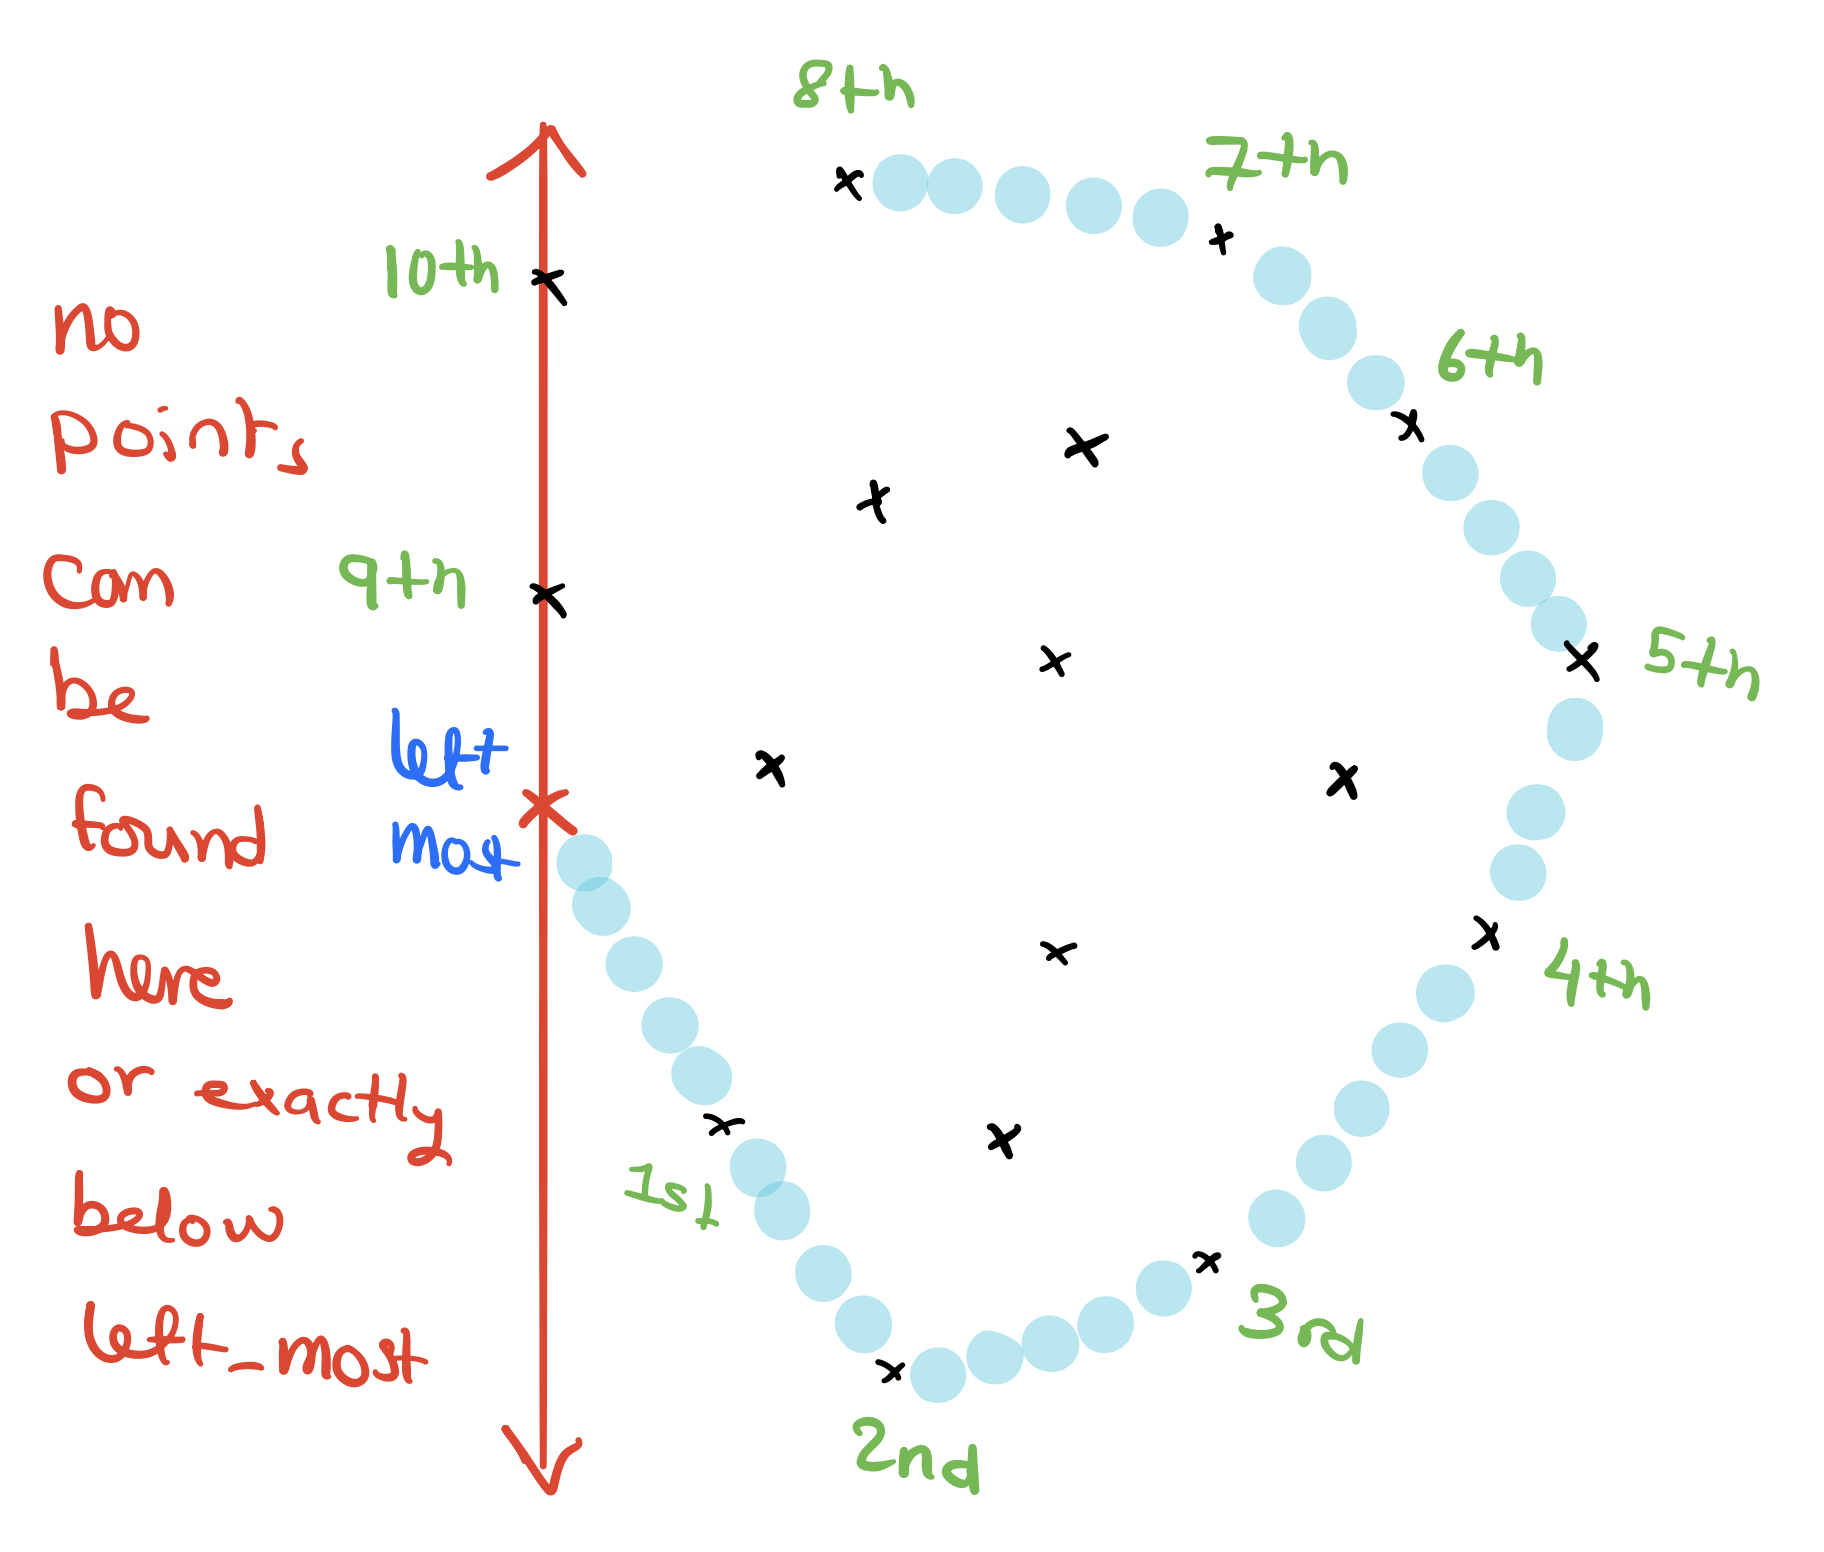 no
points
can
be
found
here
or exactly
below
left_most
8th
7th
10th
6th
9th
5th
left
most
4th
1st
3rd
2nd